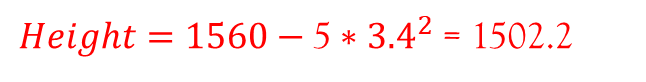 Height = 1560 − 5 * 3.4² = 1502.2